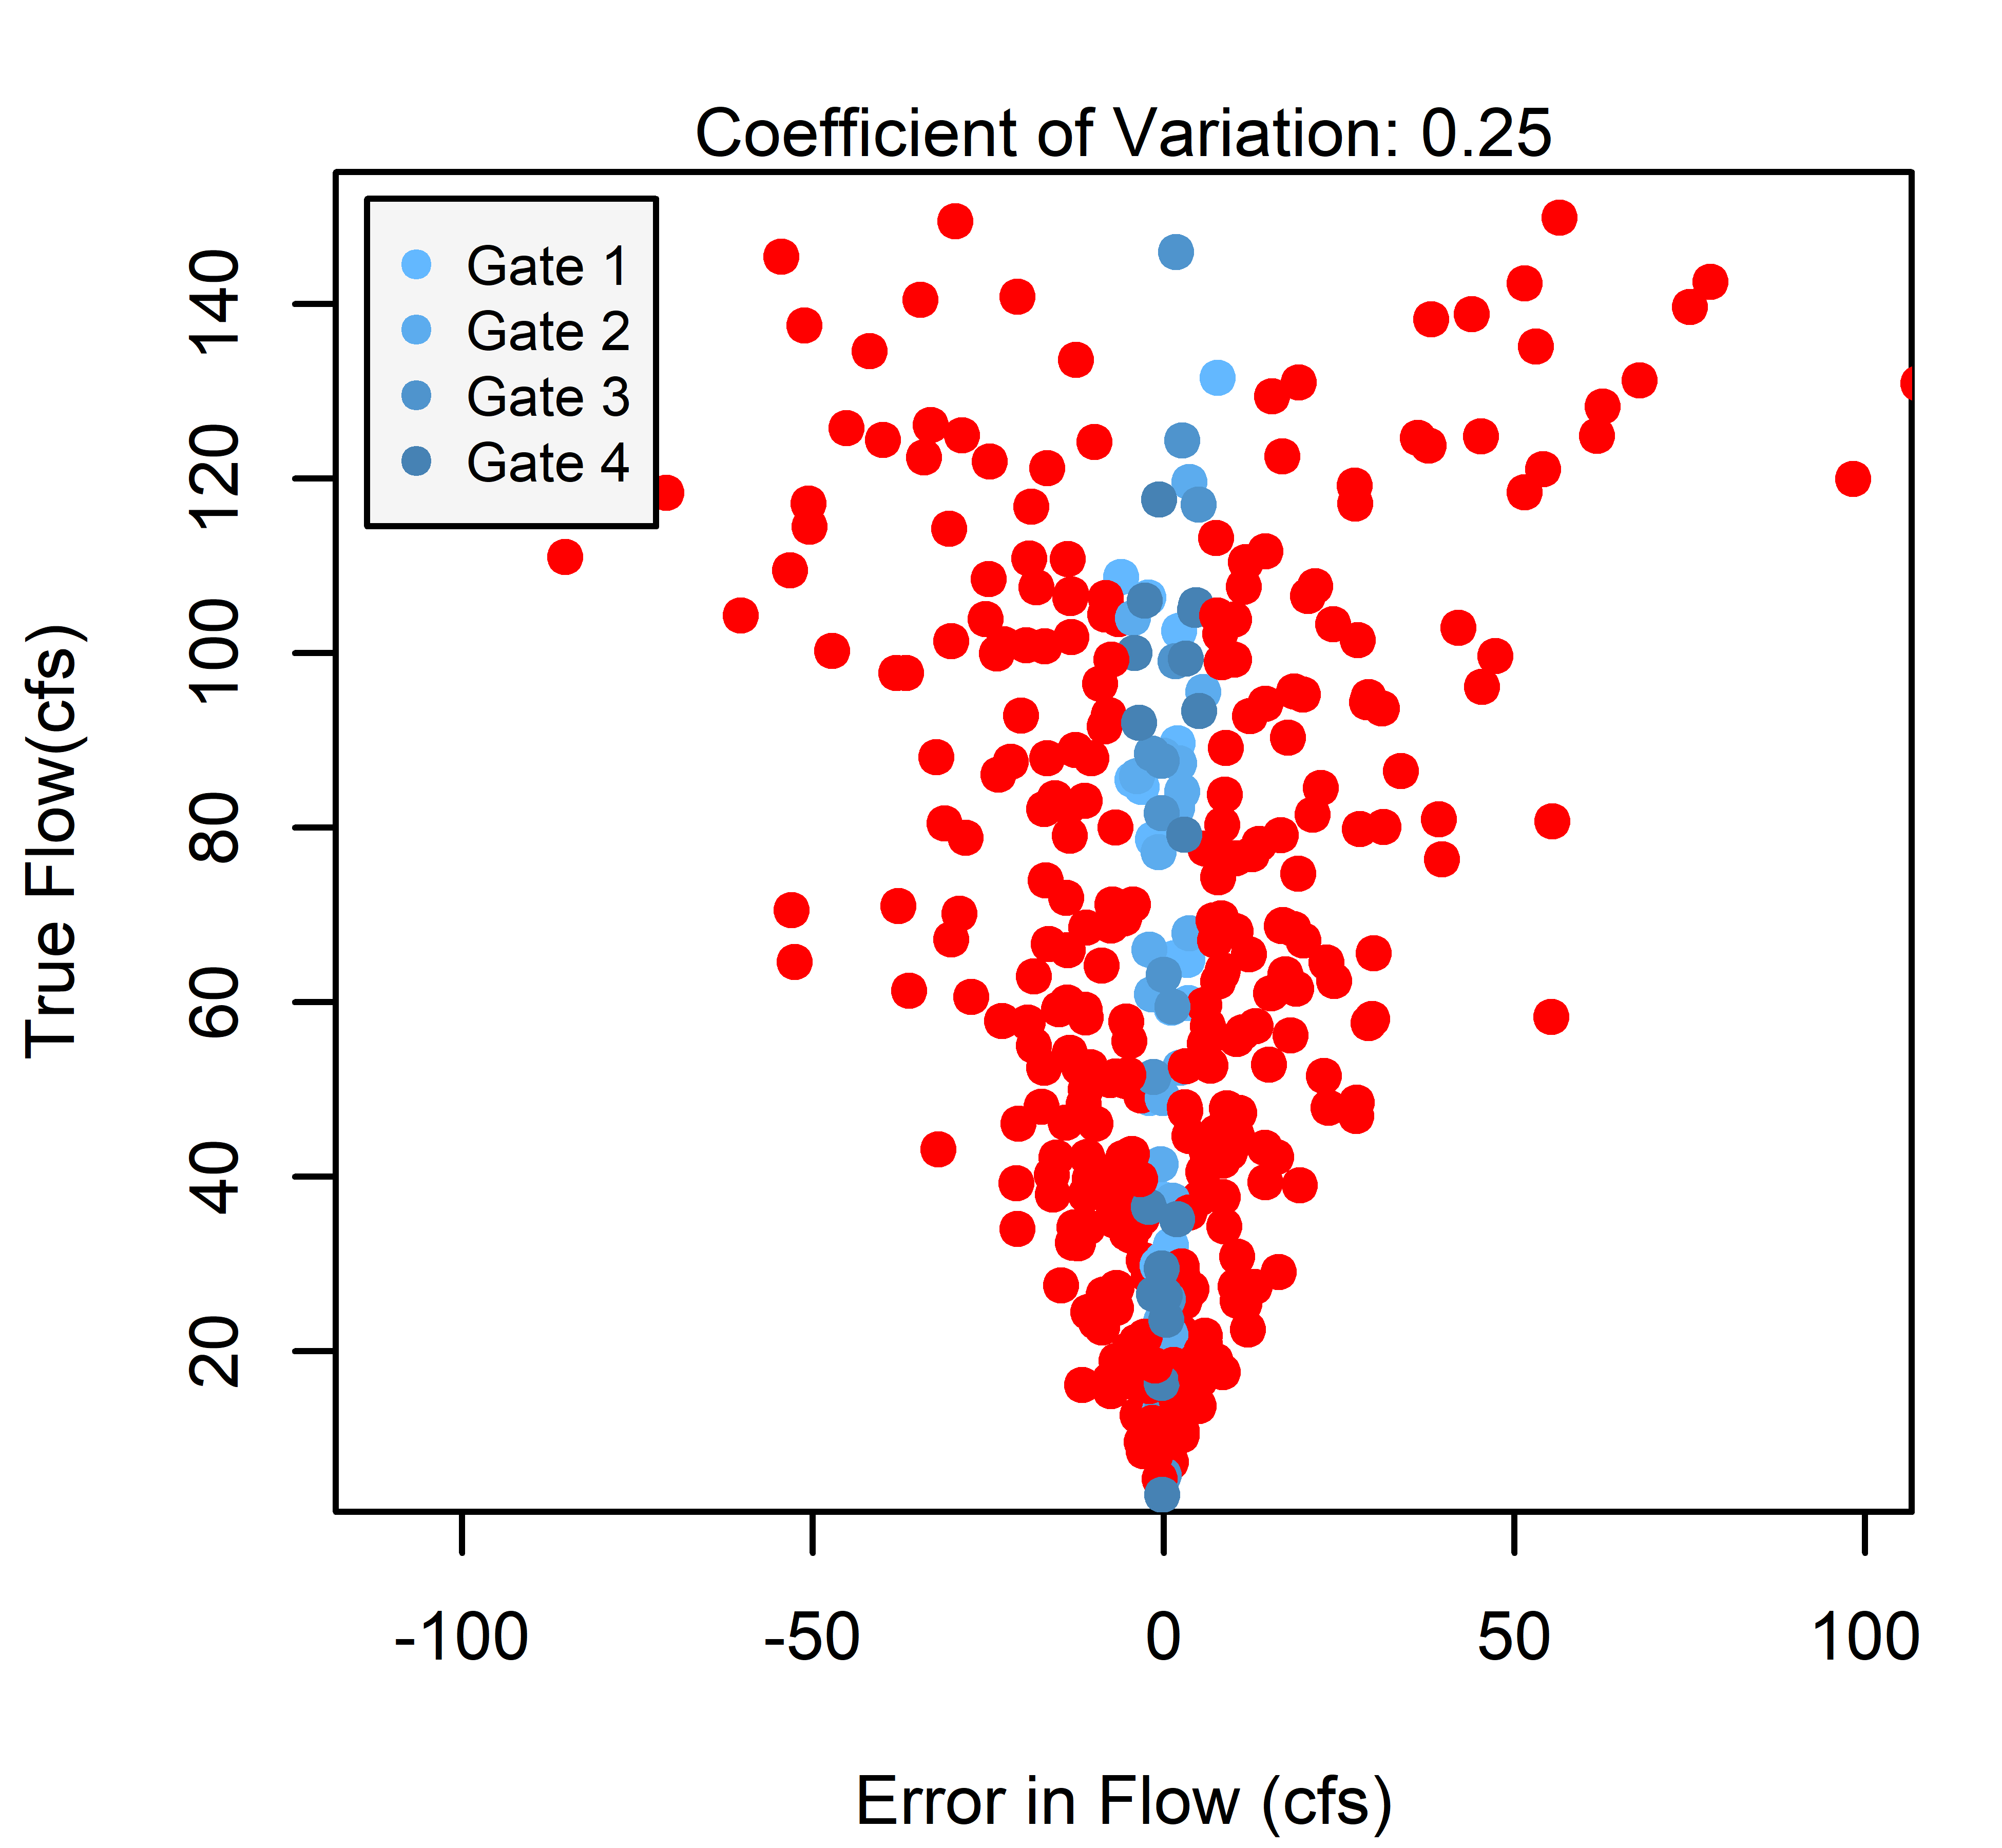 Coefficient of Variation: 0.25
Gate 1
Gate 2
Gate 3
Gate 4
True Flow(cfs)
140
120
100
80
60
40
20
-100 -50 0 50 100
Error in Flow (cfs)